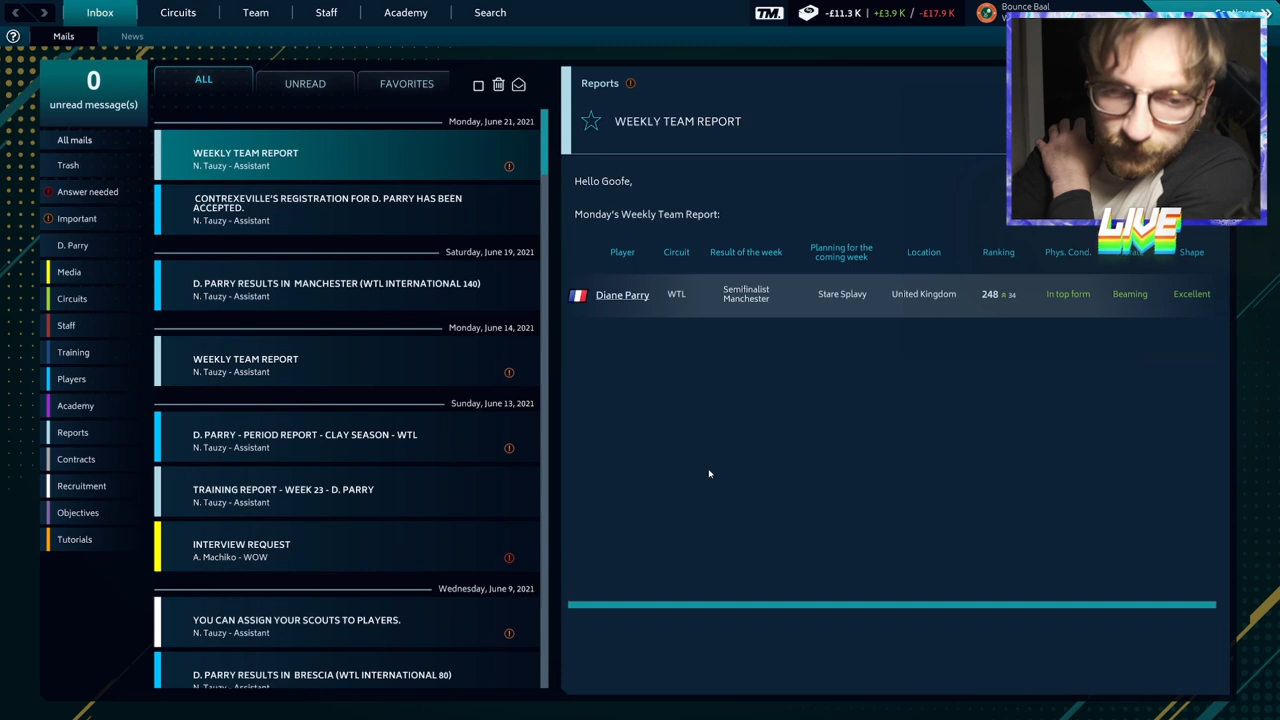 Inbox
Circuits
Team
Staff
Academy
Search
TM.
-£11.3 K | +£3.9 K / -£17.9 K
Bounce Baal
Mails
News
0
unread message(s)
All mails
Trash
Answer needed
Important
D. Parry
Media
Circuits
Staff
Training
Players
Academy
Reports
Contracts
Recruitment
Objectives
Tutorials
ALL
UNREAD
FAVORITES
Monday, June 21, 2021
WEEKLY TEAM REPORT
N. Tauzy - Assistant
CONTREXEVILLE'S REGISTRATION FOR D. PARRY HAS BEEN
ACCEPTED.
N. Tauzy - Assistant
Saturday, June 19, 2021
D. PARRY RESULTS IN MANCHESTER (WTL INTERNATIONAL 140)
N. Tauzy - Assistant
Monday, June 14, 2021
WEEKLY TEAM REPORT
N. Tauzy - Assistant
Sunday, June 13, 2021
D. PARRY - PERIOD REPORT - CLAY SEASON - WTL
N. Tauzy - Assistant
TRAINING REPORT - WEEK 23 - D. PARRY
N. Tauzy - Assistant
INTERVIEW REQUEST
A. Machiko - WOW
Wednesday, June 9, 2021
YOU CAN ASSIGN YOUR SCOUTS TO PLAYERS.
N. Tauzy - Assistant
D. PARRY RESULTS IN BRESCIA (WTL INTERNATIONAL 80)
N. Tauzy - Assistant
Reports
WEEKLY TEAM REPORT
Hello Goofe,
Monday's Weekly Team Report:
Player
Circuit
Result of the week
Planning for the
coming week
Location
Ranking
Phys. Cond.
Shape
Diane Parry
WTL
Semifinalist
Manchester
Stare Splavy
United Kingdom
248 34
In top form
Beaming
Excellent
LIVE